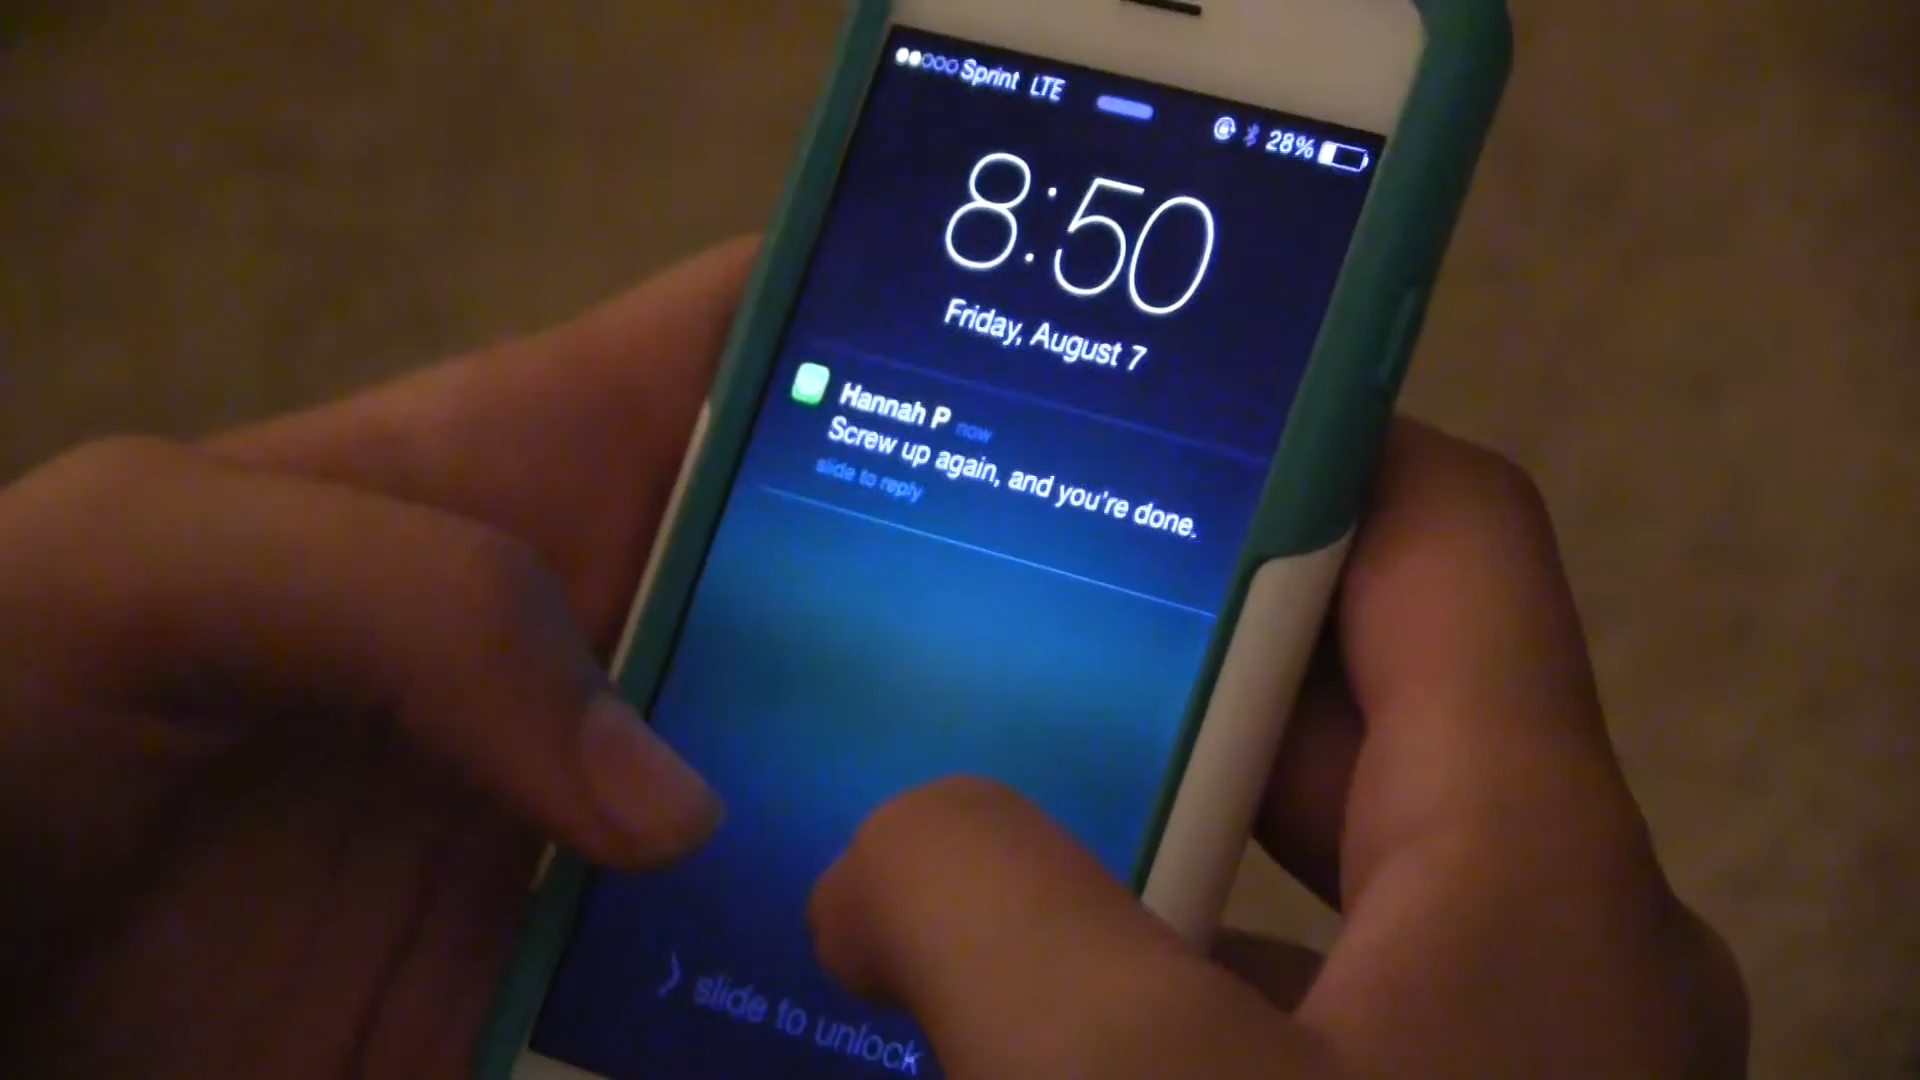 Sprint LTE 28%
8:50
Friday, August 7
Hannah P now
Screw up again, and you're done.
slide to reply
> slide to unlock